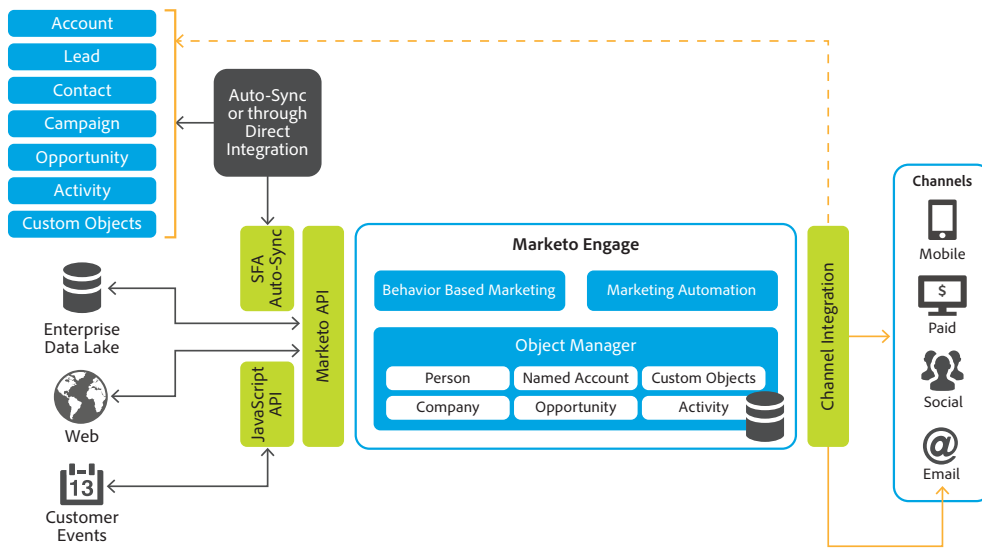 Account
Lead
Contact
Campaign
Opportunity
Activity
Custom Objects
Auto-Sync
or through
Direct
Integration
SFA
Auto-Sync
Marketo API
JavaScript
API
Enterprise
Data Lake
Web
13
Customer
Events
Marketo Engage
Behavior Based Marketing
Marketing Automation
Object Manager
Person
Named Account
Custom Objects
Company
Opportunity
Activity
Channel Integration
Channels
Mobile
$
Paid
Social
@
Email